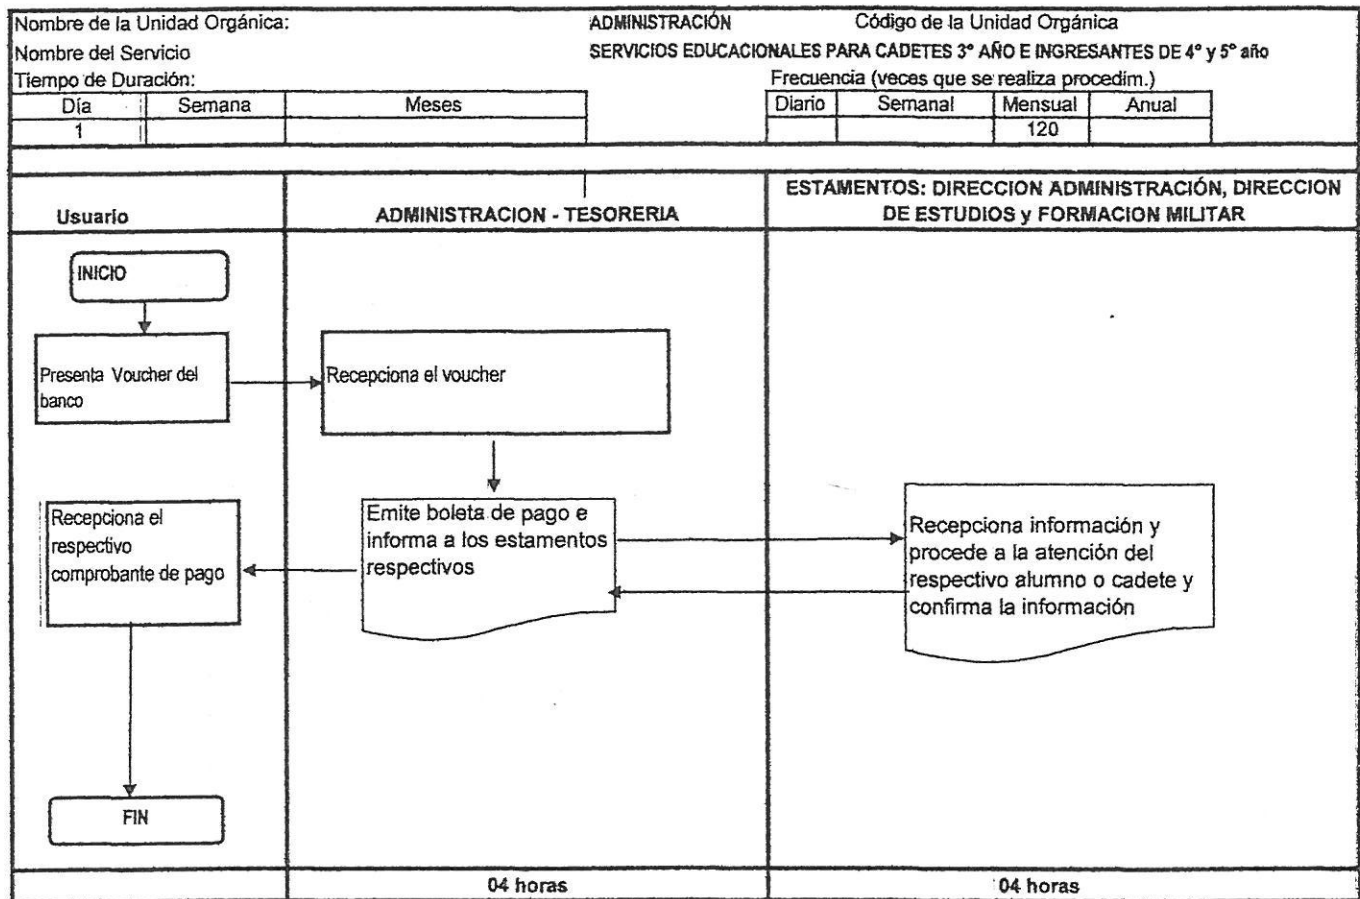 Nombre de la Unidad Orgánica: ADMINISTRACIÓN Código de la Unidad Orgánica
Nombre del Servicio SERVICIOS EDUCACIONALES PARA CADETES 3° AÑO E INGRESANTES DE 4° y 5° año
Tiempo de Duración: Frecuencia (veces que se realiza procedim.)
Día Semana Meses Diario Semanal Mensual Anual
1 120
Usuario ADMINISTRACION - TESORERIA ESTAMENTOS: DIRECCION ADMINISTRACIÓN, DIRECCION
DE ESTUDIOS y FORMACION MILITAR
INICIO
Presenta Voucher del
banco
Recepciona el voucher
Emite boleta de pago e
informa a los estamentos
respectivos
Recepciona información y
procede a la atención del
respectivo alumno o cadete y
confirma la información
Recepciona el
respectivo
comprobante de pago
FIN
04 horas 04 horas